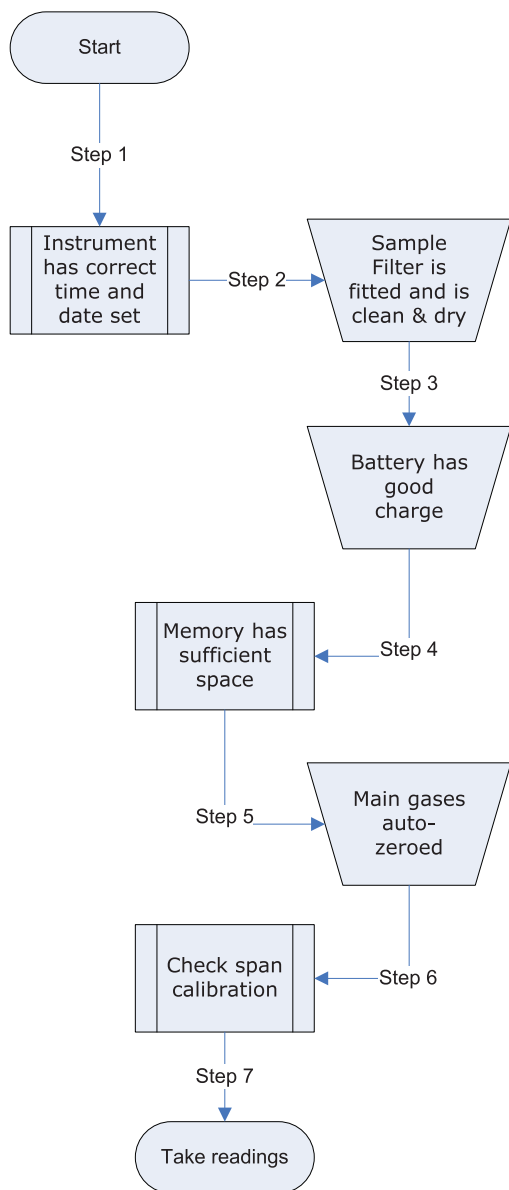 Start
Step 1
Instrument
has correct
time and
date set
Step 2
Sample
Filter is
fitted and is
clean & dry
Step 3
Battery has
good
charge
Step 4
Memory has
sufficient
space
Step 5
Main gases
auto-
zeroed
Step 6
Check span
calibration
Step 7
Take readings